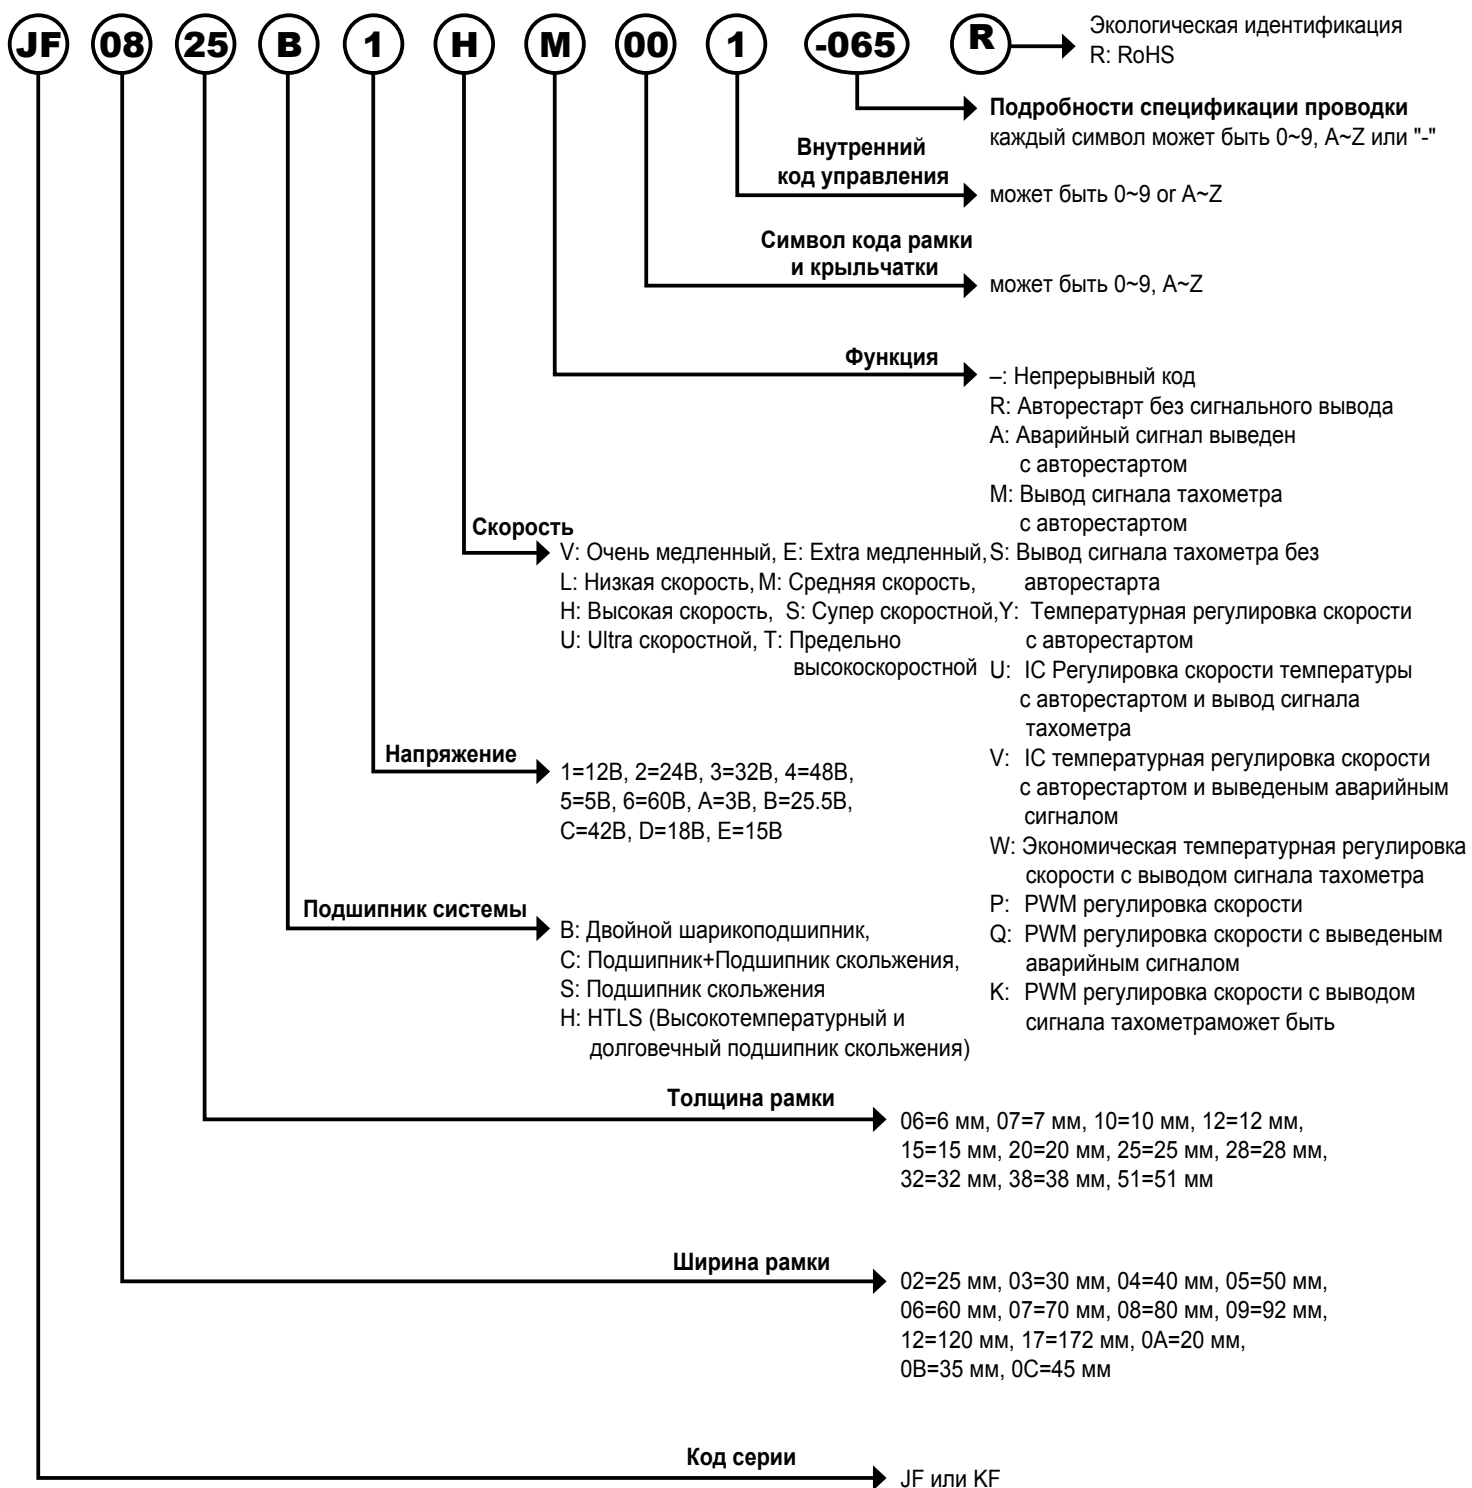 JF 08 25 B 1 H M 00 1 -065 R
Экологическая идентификация
R: RoHS
Подробности спецификации проводки
каждый символ может быть 0~9, A~Z или "-"
Внутренний
код управления
может быть 0~9 or A~Z
Символ кода рамки
и крыльчатки
может быть 0~9, A~Z
Функция
–: Непрерывный код
R: Авторестарт без сигнального вывода
A: Аварийный сигнал выведен
с авторестартом
M: Вывод сигнала тахометра
с авторестартом
S: Вывод сигнала тахометра без
авторестарта
Y: Температурная регулировка скорости
с авторестартом
U: IC Регулировка скорости температуры
с авторестартом и вывод сигнала
тахометра
V: IC температурная регулировка скорости
с авторестартом и выведеным аварийным
сигналом
W: Экономическая температурная регулировка
скорости с выводом сигнала тахометра
P: PWM регулировка скорости
Q: PWM регулировка скорости с выведеным
аварийным сигналом
K: PWM регулировка скорости с выводом
сигнала тахометраможет быть
Скорость
V: Очень медленный, E: Extra медленный,
L: Низкая скорость, M: Средняя скорость,
H: Высокая скорость, S: Супер скоростной,
U: Ultra скоростной, T: Предельно
высокоскоростной
Напряжение
1=12В, 2=24В, 3=32В, 4=48В,
5=5В, 6=60В, A=3В, B=25.5В,
C=42В, D=18В, E=15В
Подшипник системы
B: Двойной шарикоподшипник,
C: Подшипник+Подшипник скольжения,
S: Подшипник скольжения
H: HTLS (Высокотемпературный и
долговечный подшипник скольжения)
Толщина рамки
06=6 мм, 07=7 мм, 10=10 мм, 12=12 мм,
15=15 мм, 20=20 мм, 25=25 мм, 28=28 мм,
32=32 мм, 38=38 мм, 51=51 мм
Ширина рамки
02=25 мм, 03=30 мм, 04=40 мм, 05=50 мм,
06=60 мм, 07=70 мм, 08=80 мм, 09=92 мм,
12=120 мм, 17=172 мм, 0A=20 мм,
0B=35 мм, 0C=45 мм
Код серии
JF или KF